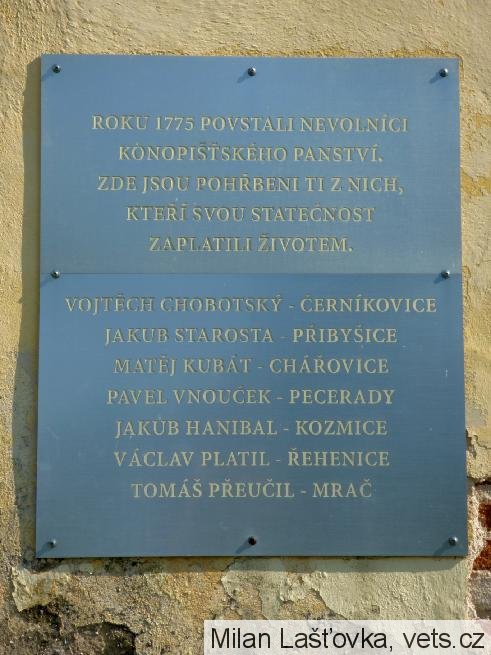 ROKU 1775 POVSTALI NEVOLNÍCI
KONOPIŠŤSKÉHO PANSTVÍ.
ZDE JSOU POHŘBENI TI Z NICH,
KTEŘÍ SVOU STATEČNOST
ZAPLATILI ŽIVOTEM.
VOJTĚCH CHOBOTSKÝ - ČERNÍKOVICE
JAKUB STAROSTA - PŘIBYŠICE
MATĚJ KUBÁT - CHÁŘOVICE
PAVEL VNOUČEK - PECERADY
JAKUB HANIBAL - KOZMICE
VÁCLAV PLATIL - ŘEHENICE
TOMÁŠ PŘEUČIL - MRAČ
Milan Lašťovka, vets.cz